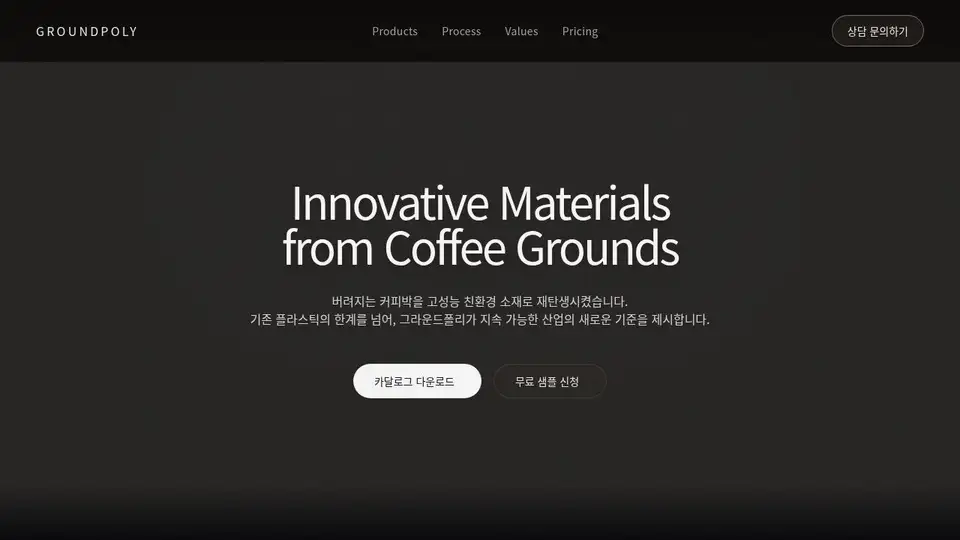 GROUNDPOLY
Products
Process
Values
Pricing
상담 문의하기
Innovative Materials
from Coffee Grounds
버려지는 커피박을 고성능 친환경 소재로 재탄생시켰습니다.
기존 플라스틱의 한계를 넘어, 그라운드폴리가 지속 가능한 산업의 새로운 기준을 제시합니다.
카달로그 다운로드
무료 샘플 신청